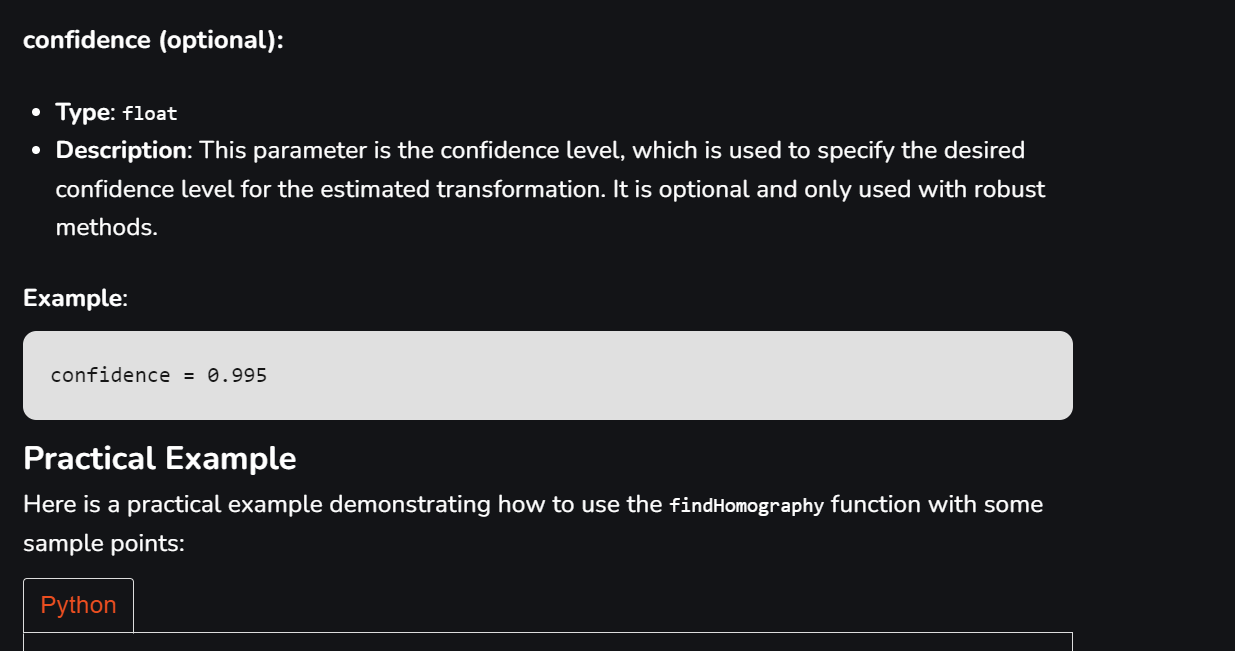 confidence (optional):
• Type: float
• Description: This parameter is the confidence level, which is used to specify the desired
confidence level for the estimated transformation. It is optional and only used with robust
methods.
Example:
confidence = 0.995
Practical Example
Here is a practical example demonstrating how to use the findHomography function with some
sample points:
Python